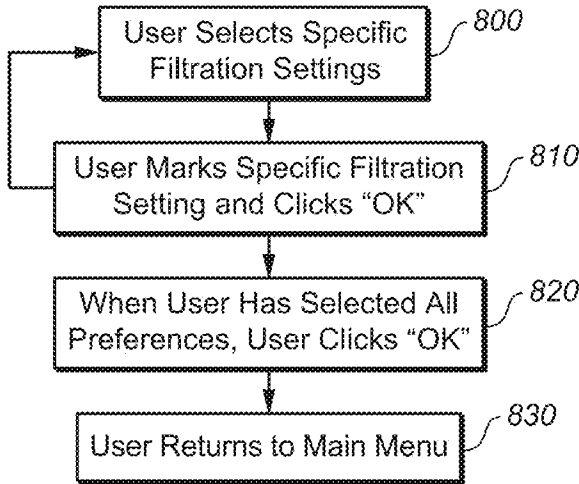 User Selects Specific
Filtration Settings
800
User Marks Specific Filtration
Setting and Clicks “OK”
810
When User Has Selected All
Preferences, User Clicks “OK”
820
User Returns to Main Menu
830